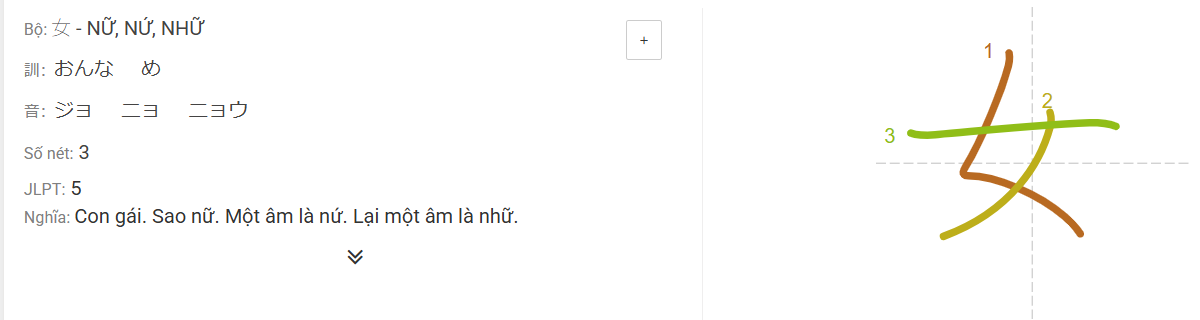 Bộ: 女 - NỮ, NỨ, NHỮ
+
訓: おんな め
音: ジョ ニョ ニョウ
Số nét: 3
JLPT: 5
Nghĩa: Con gái. Sao nữ. Một âm là nứ. Lại một âm là nhữ.
1
2
3